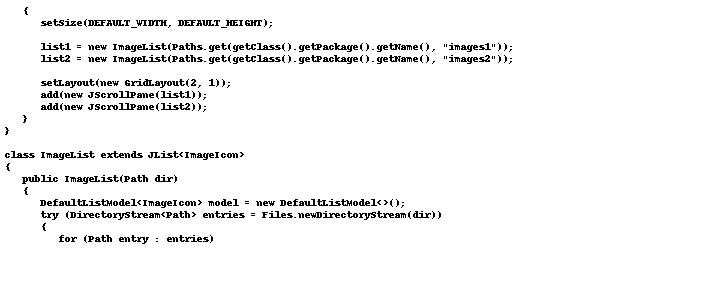 {
setSize(DEFAULT_WIDTH, DEFAULT_HEIGHT);
list1 = new ImageList(Paths.get(getClass().getPackage().getName(), "images1"));
list2 = new ImageList(Paths.get(getClass().getPackage().getName(), "images2"));
setLayout(new GridLayout(2, 1));
add(new JScrollPane(list1));
add(new JScrollPane(list2));
}
}
class ImageList extends JList<ImageIcon>
{
public ImageList(Path dir)
{
DefaultListModel<ImageIcon> model = new DefaultListModel<>();
try (DirectoryStream<Path> entries = Files.newDirectoryStream(dir))
{
for (Path entry : entries)